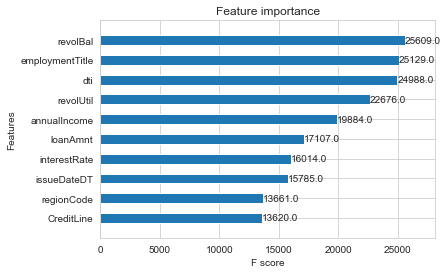 Feature importance
revolBal 25609.0
employmentTitle 25129.0
dti 24988.0
revolUtil 22676.0
annualIncome 19884.0
loanAmnt 17107.0
interestRate 16014.0
issueDateDT 15785.0
regionCode 13661.0
CreditLine 13620.0
Features
0 5000 10000 15000 20000 25000
F score